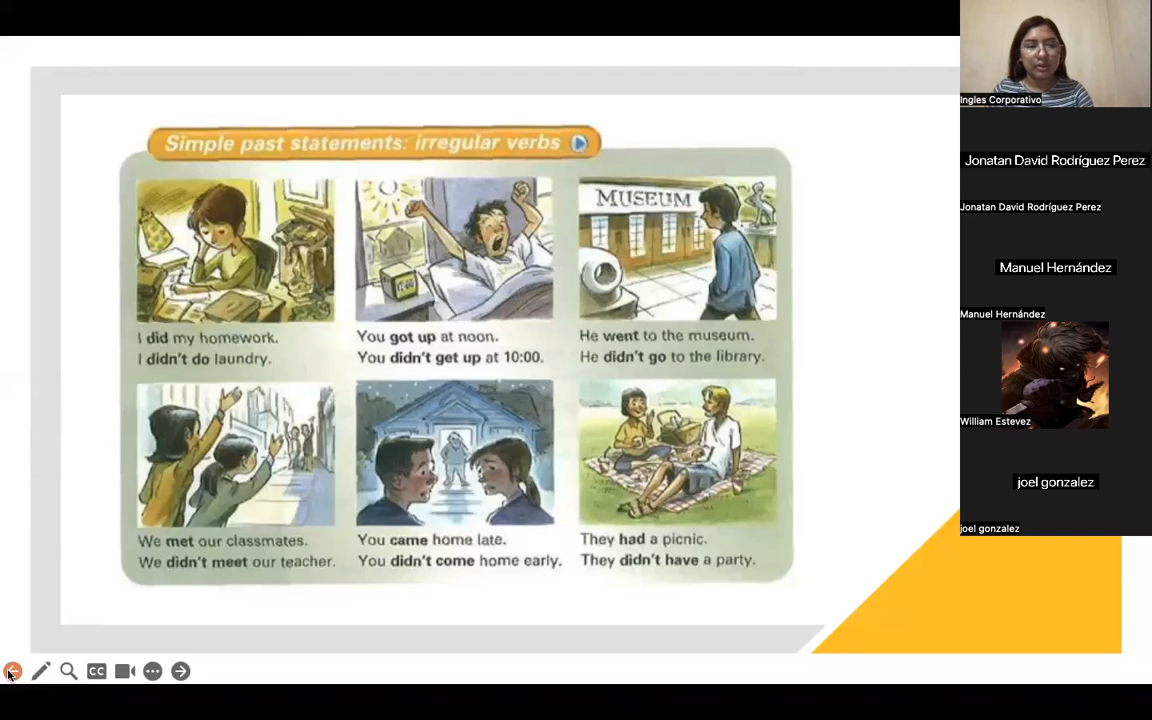 Simple past statements: irregular verbs
MUSEUM
12:00
I did my homework.
I didn't do laundry.
You got up at noon.
You didn't get up at 10:00.
He went to the museum.
He didn't go to the library.
We met our classmates.
We didn't meet our teacher.
You came home late.
You didn't come home early.
They had a picnic.
They didn't have a party.
CC
Ingles Corporativo
Jonatan David Rodríguez Perez
Jonatan David Rodríguez Perez
Manuel Hernández
Manuel Hernández
William Estevez
joel gonzalez
joel gonzalez